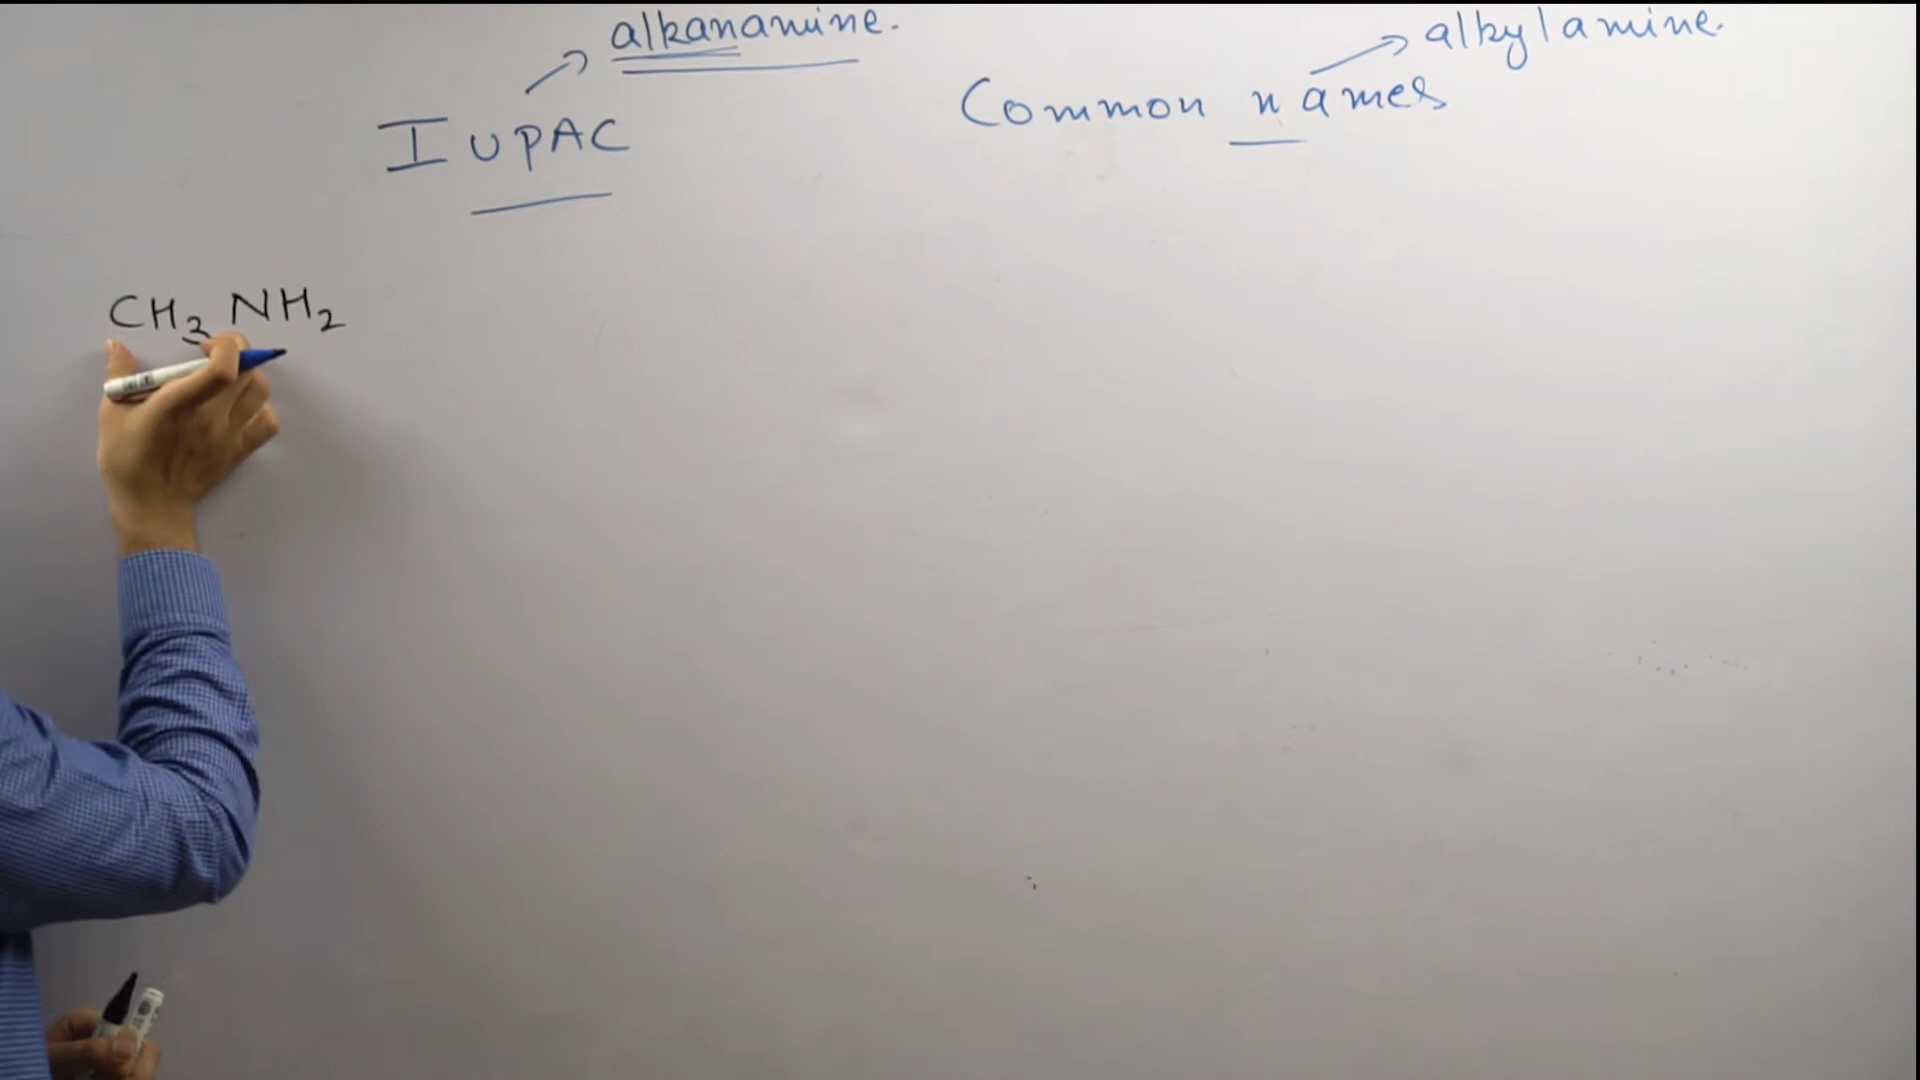 alkanamine.
alkylamine.
IUPAC
Common names
CH3 NH2